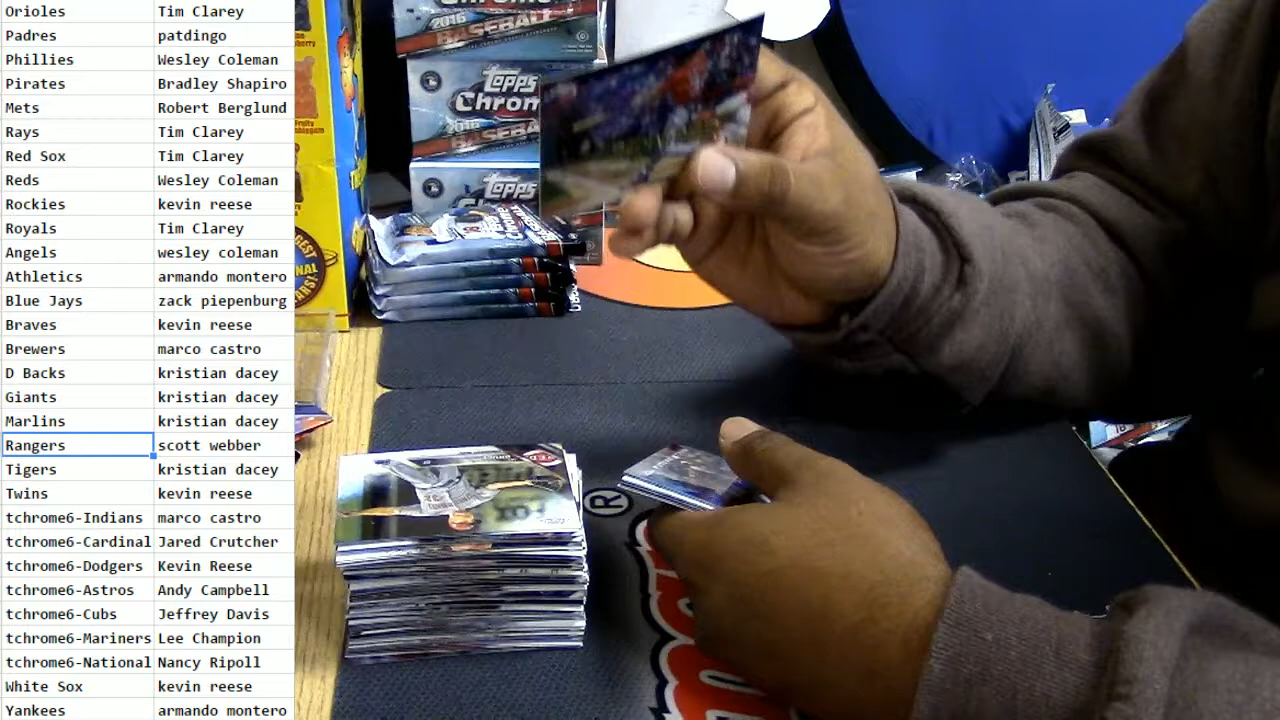 Orioles Tim Clarey
Padres patdingo
Phillies Wesley Coleman
Pirates Bradley Shapiro
Mets Robert Berglund
Rays Tim Clarey
Red Sox Tim Clarey
Reds Wesley Coleman
Rockies kevin reese
Royals Tim Clarey
Angels wesley coleman
Athletics armando montero
Blue Jays zack piepenburg
Braves kevin reese
Brewers marco castro
D Backs kristian dacey
Giants kristian dacey
Marlins kristian dacey
Rangers scott webber
Tigers kristian dacey
Twins kevin reese
tchrome6-Indians marco castro
tchrome6-Cardinal Jared Crutcher
tchrome6-Dodgers Kevin Reese
tchrome6-Astros Andy Campbell
tchrome6-Cubs Jeffrey Davis
tchrome6-Mariners Lee Champion
tchrome6-National Nancy Ripoll
White Sox kevin reese
Yankees armando montero
Chrome
2016
BASEBALL
Topps
Chrom
2016
BASEBA
Topps
®